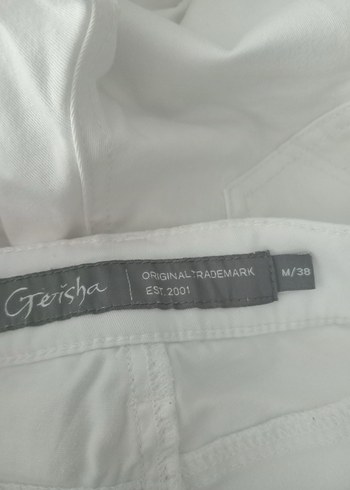 Geisha
ORIGINAL TRADEMARK
EST. 2001
M/38